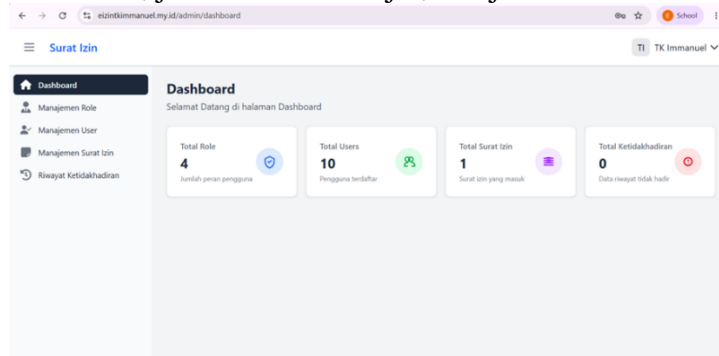 eizintkimmanuel.my.id/admin/dashboard
School
Surat Izin
TI TK Immanuel
Dashboard
Manajemen Role
Manajemen User
Manajemen Surat Izin
Riwayat Ketidakhadiran
Dashboard
Selamat Datang di halaman Dashboard
Total Role
4
Jumlah peran pengguna
Total Users
10
Pengguna terdaftar
Total Surat Izin
1
Surat izin yang masuk
Total Ketidakhadiran
0
Data riwayat tidak hadir